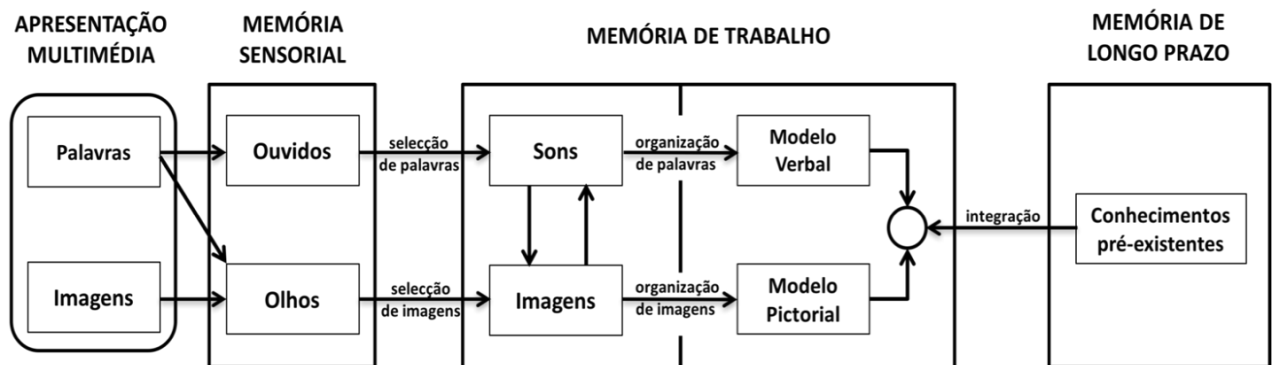 APRESENTAÇÃO
MULTIMÉDIA
MEMÓRIA
SENSORIAL
MEMÓRIA DE TRABALHO
MEMÓRIA DE
LONGO PRAZO
Palavras
Ouvidos
selecção
de palavras
Sons
organização
de palavras
Modelo
Verbal
integração
Conhecimentos
pré-existentes
Imagens
Olhos
selecção
de imagens
Imagens
organização
de imagens
Modelo
Pictorial